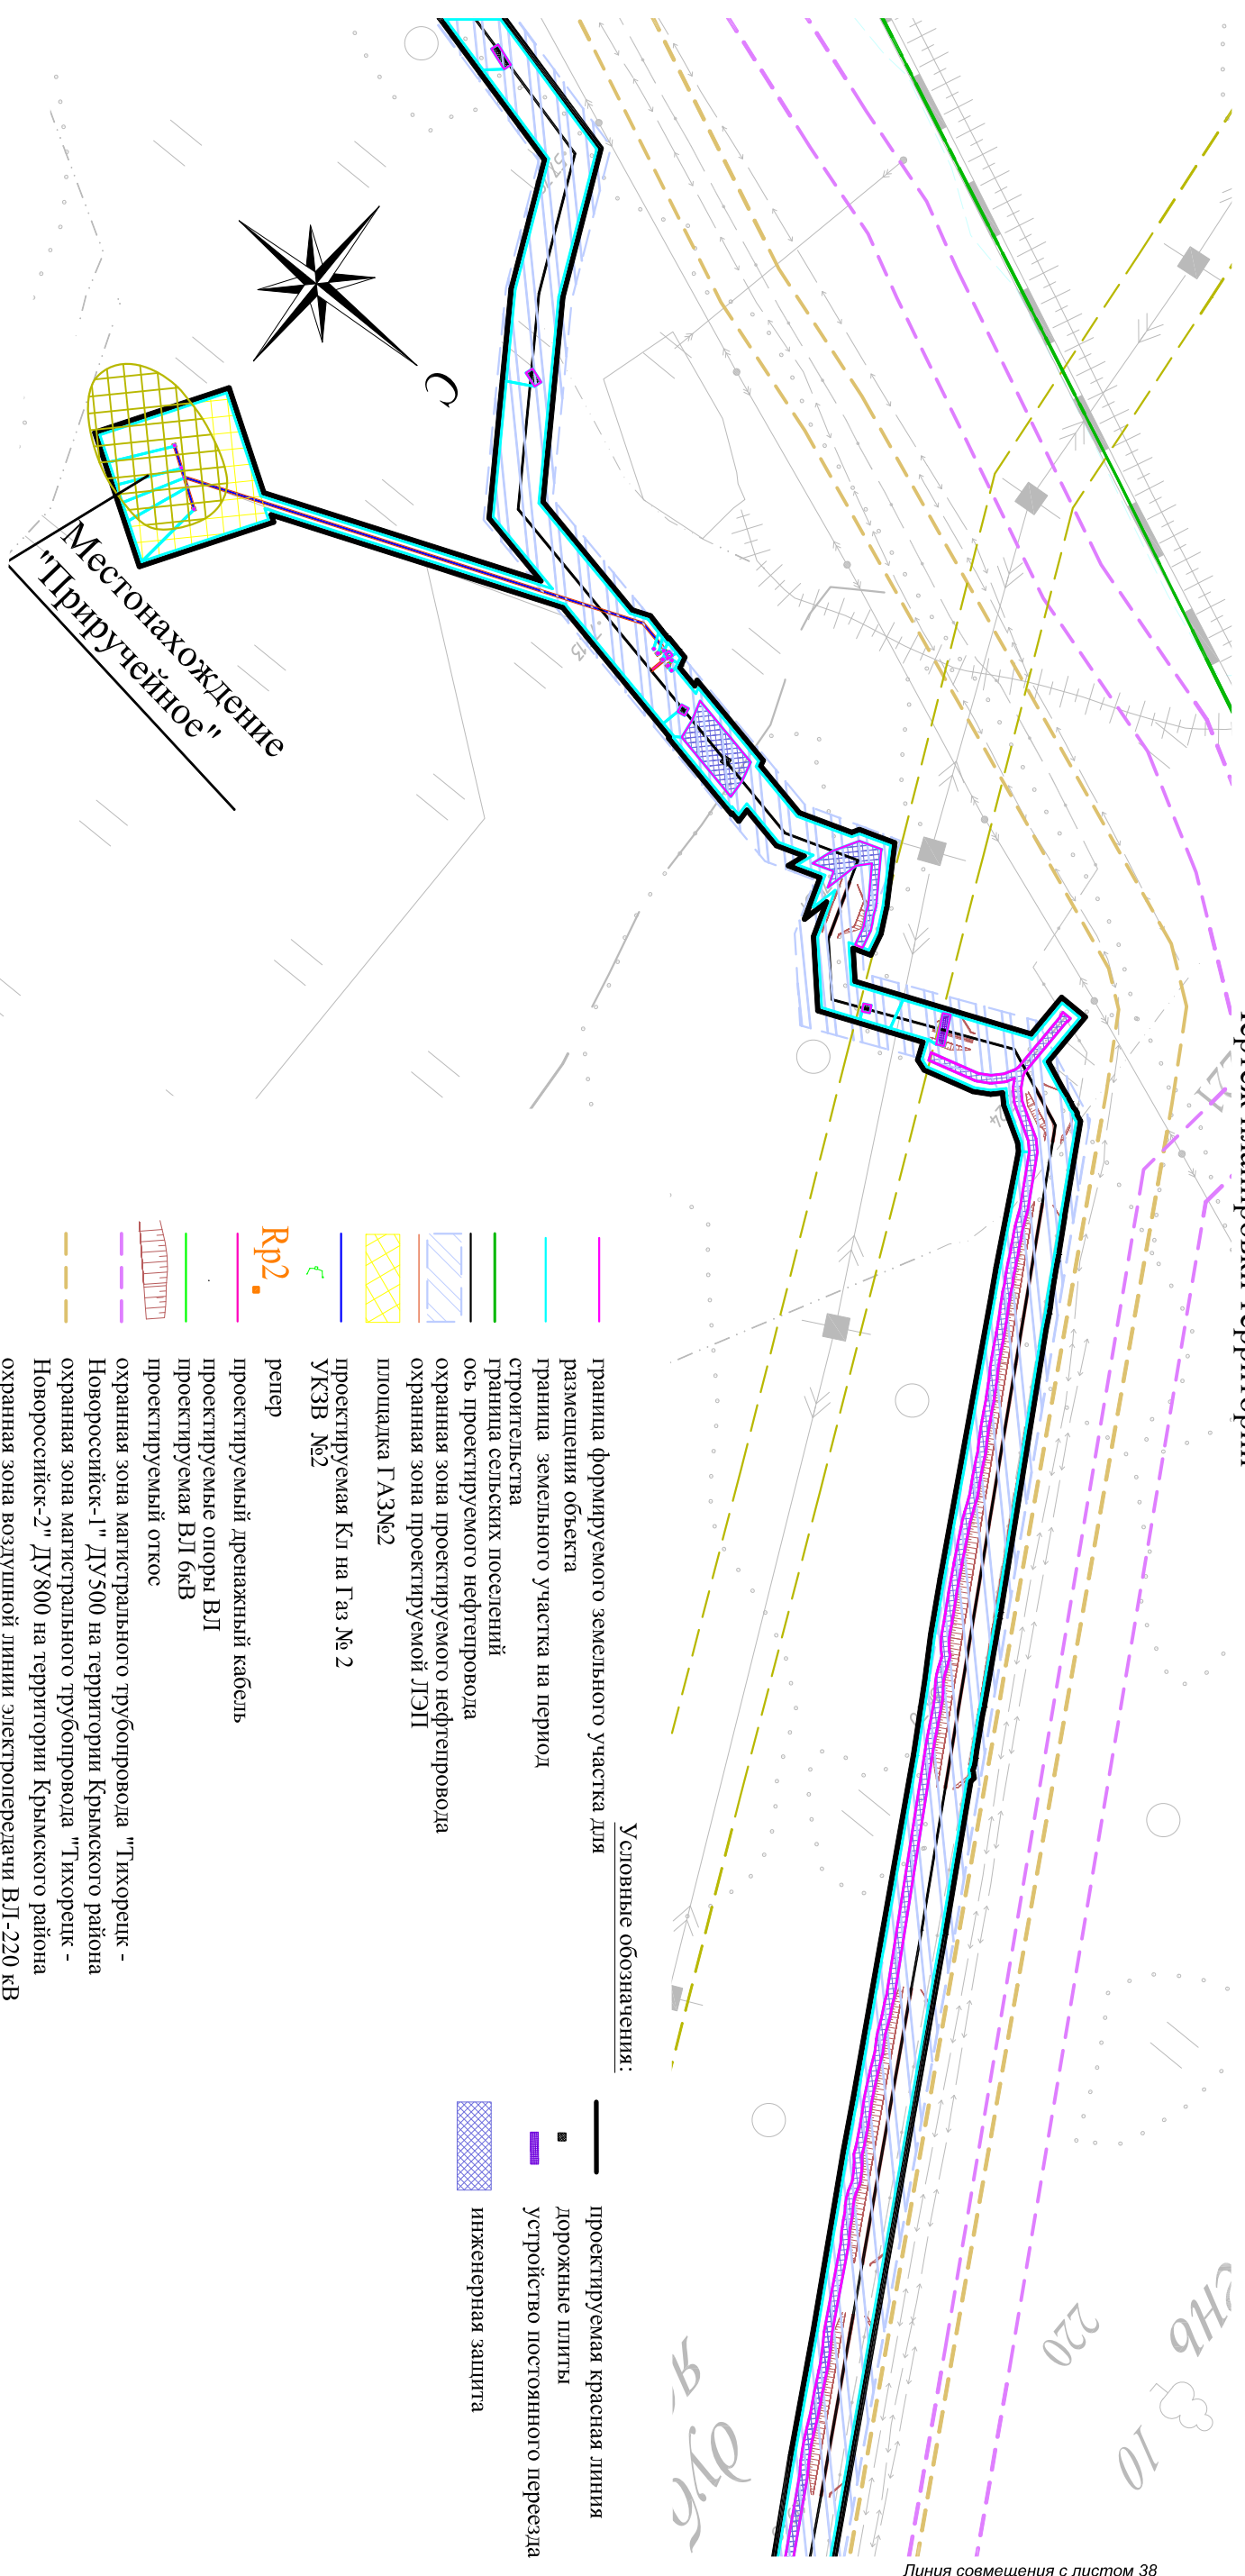 Чертеж планировки территории
С
Местонахождение
"Приручейное"
Условные обозначения:
граница формируемого земельного участка для
размещения объекта
граница земельного участка на период
строительства
граница сельских поселений
ось проектируемого нефтепровода
охранная зона проектируемого нефтепровода
охранная зона проектируемой ЛЭП
площадка ГАЗ№2
проектируемая Кл на Газ № 2
УКЗВ №2
Rp2
репер
проектируемый дренажный кабель
проектируемые опоры ВЛ
проектируемая ВЛ 6кВ
проектируемый откос
охранная зона магистрального трубопровода "Тихорецк -
Новороссийск-1" ДУ500 на территории Крымского района
охранная зона магистрального трубопровода "Тихорецк -
Новороссийск-2" ДУ800 на территории Крымского района
охранная зона воздушной линии электропередачи ВЛ-220 кВ
проектируемая красная линия
дорожные плиты
устройство постоянного переезда
инженерная защита
220
10
дуб
Линия совмещения с листом 38